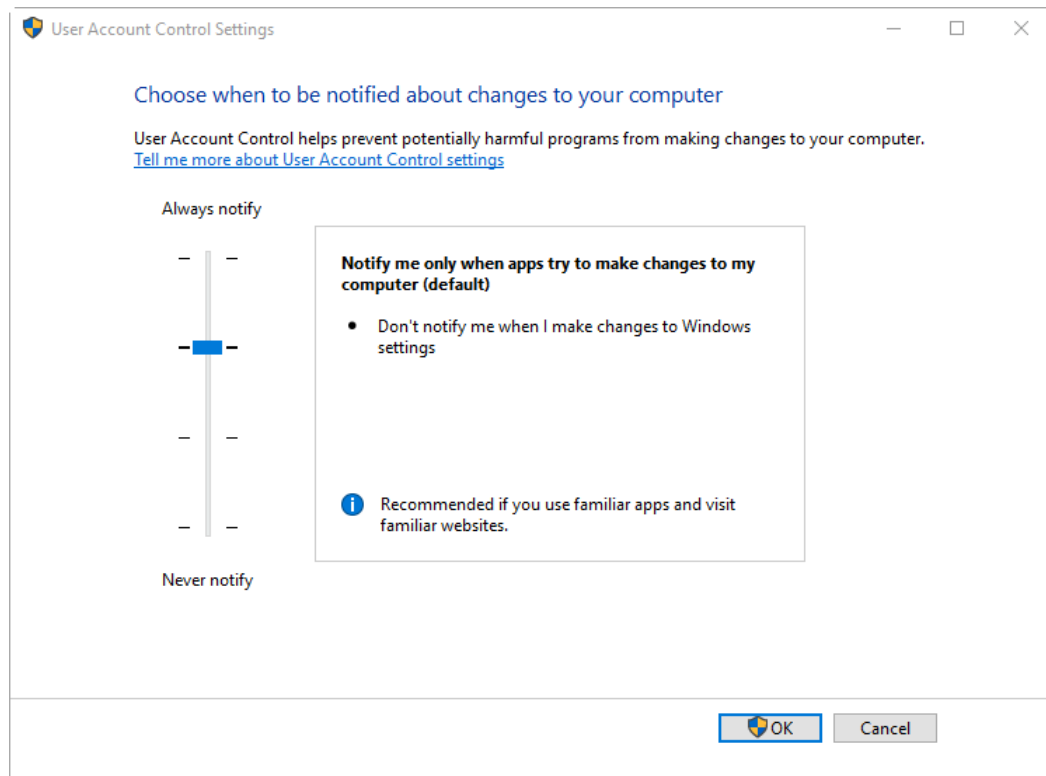 User Account Control Settings
Choose when to be notified about changes to your computer
User Account Control helps prevent potentially harmful programs from making changes to your computer.
Tell me more about User Account Control settings
Always notify
Notify me only when apps try to make changes to my
computer (default)
• Don't notify me when I make changes to Windows
settings
Recommended if you use familiar apps and visit
familiar websites.
Never notify
OK
Cancel